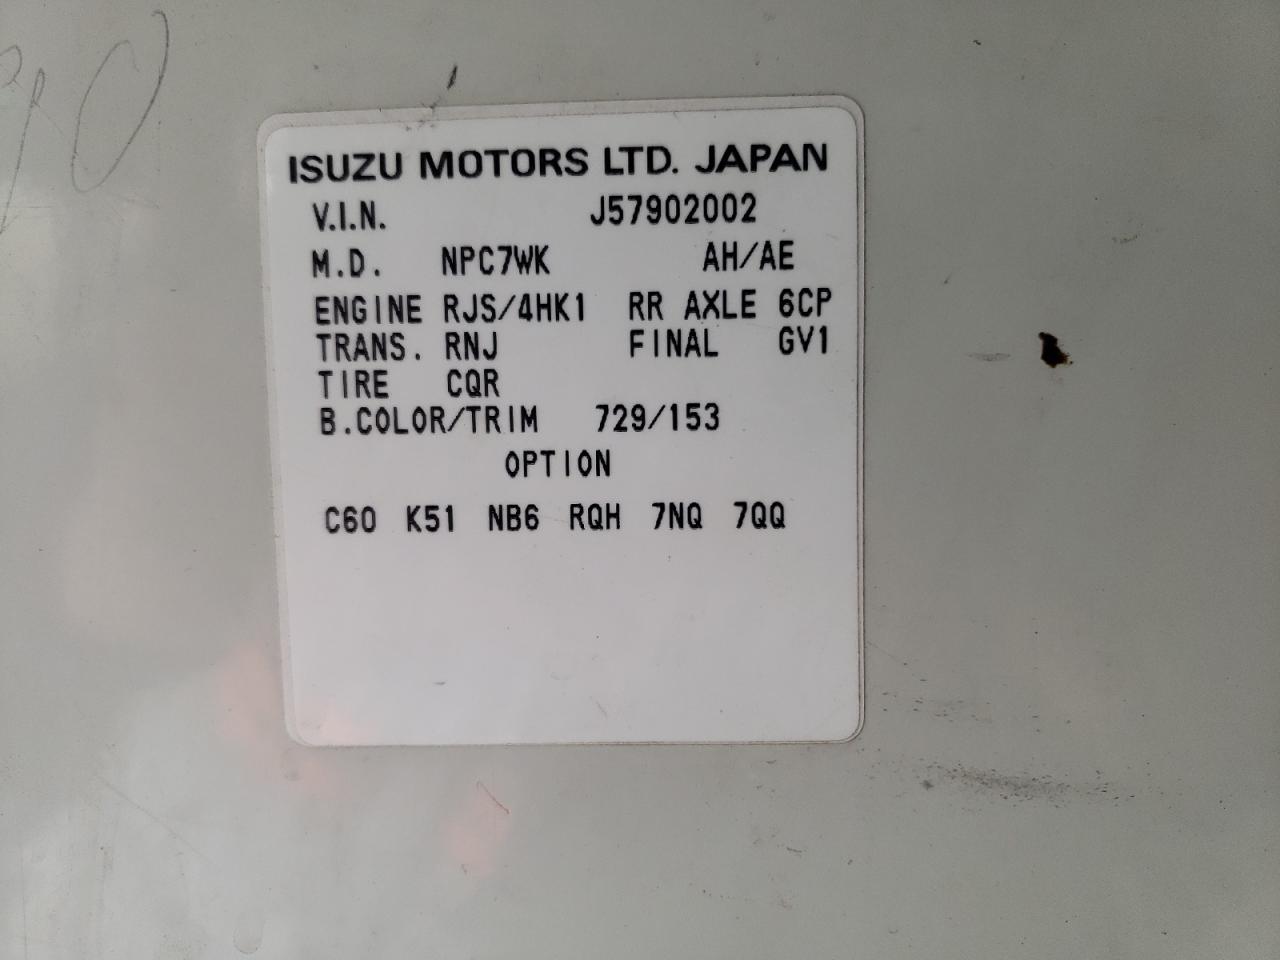 ISUZU MOTORS LTD. JAPAN
V.I.N. J57902002
M.D. NPC7WK AH/AE
ENGINE RJS/4HK1 RR AXLE 6CP
TRANS. RNJ FINAL GV1
TIRE CQR
B.COLOR/TRIM 729/153
OPTION
C60 K51 NB6 RQH 7NQ 7QQ